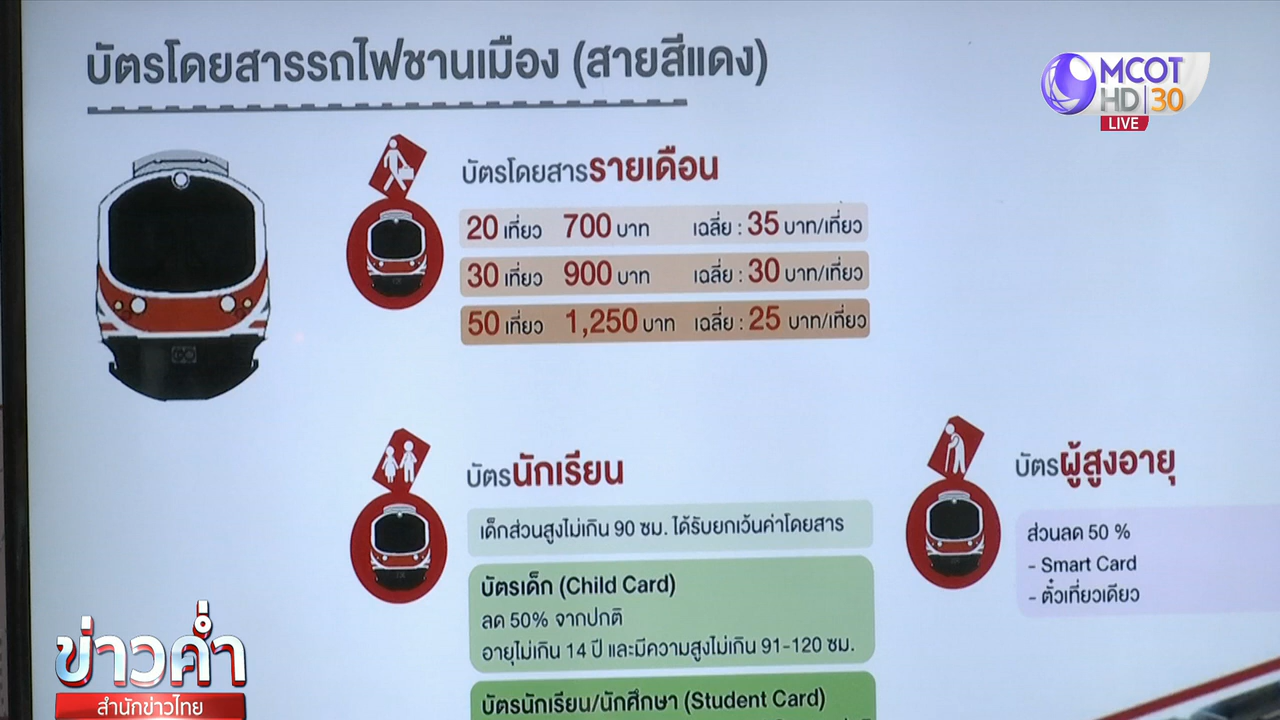 บัตรโดยสารรถไฟชานเมือง (สายสีแดง)
MCOT
HD 30
LIVE
บัตรโดยสารรายเดือน
20 เที่ยว 700 บาท เฉลี่ย : 35 บาท/เที่ยว
30 เที่ยว 900 บาท เฉลี่ย : 30 บาท/เที่ยว
50 เที่ยว 1,250 บาท เฉลี่ย : 25 บาท/เที่ยว
บัตรนักเรียน
เด็กส่วนสูงไม่เกิน 90 ซม. ได้รับยกเว้นค่าโดยสาร
บัตรเด็ก (Child Card)
ลด 50% จากปกติ
อายุไม่เกิน 14 ปี และมีความสูงไม่เกิน 91-120 ซม.
บัตรนักเรียน/นักศึกษา (Student Card)
บัตรผู้สูงอายุ
ส่วนลด 50 %
- Smart Card
- ตั๋วเที่ยวเดียว
ข่าวค่ำ
สำนักข่าวไทย